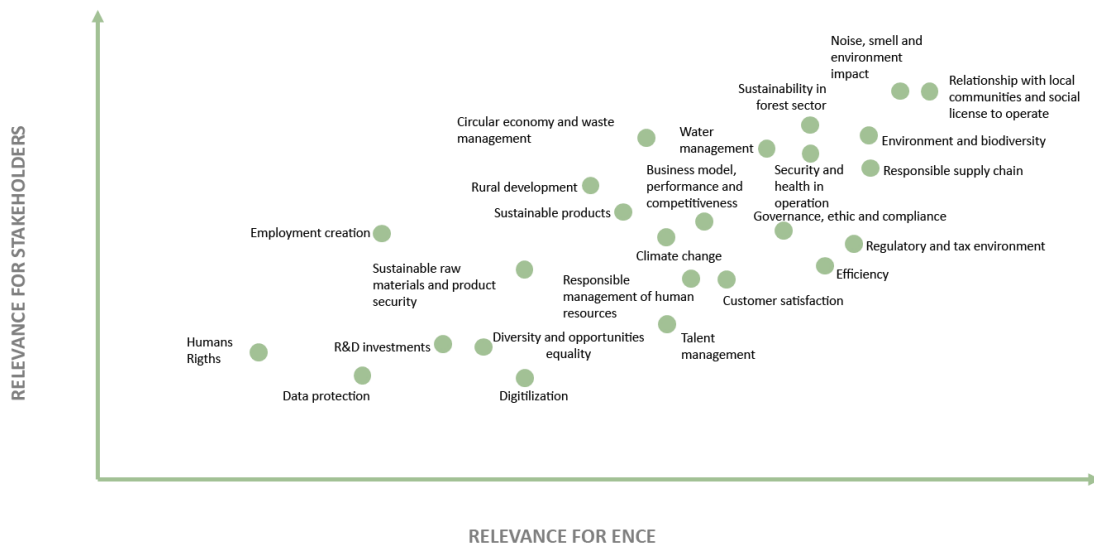 RELEVANCE FOR STAKEHOLDERS
Noise, smell and
environment
impact
Relationship with local
communities and social
license to operate
Sustainability in
forest sector
Circular economy and waste
management
Water
management
Environment and biodiversity
Business model,
performance and
competitiveness
Security and
health in
operation
Responsible supply chain
Rural development
Sustainable products
Governance, ethic and compliance
Employment creation
Climate change
Regulatory and tax environment
Sustainable raw
materials and product
security
Responsible
management of human
resources
Efficiency
Customer satisfaction
Humans
Rigths
R&D investments
Diversity and opportunities
equality
Talent
management
Data protection
Digitilization
RELEVANCE FOR ENCE